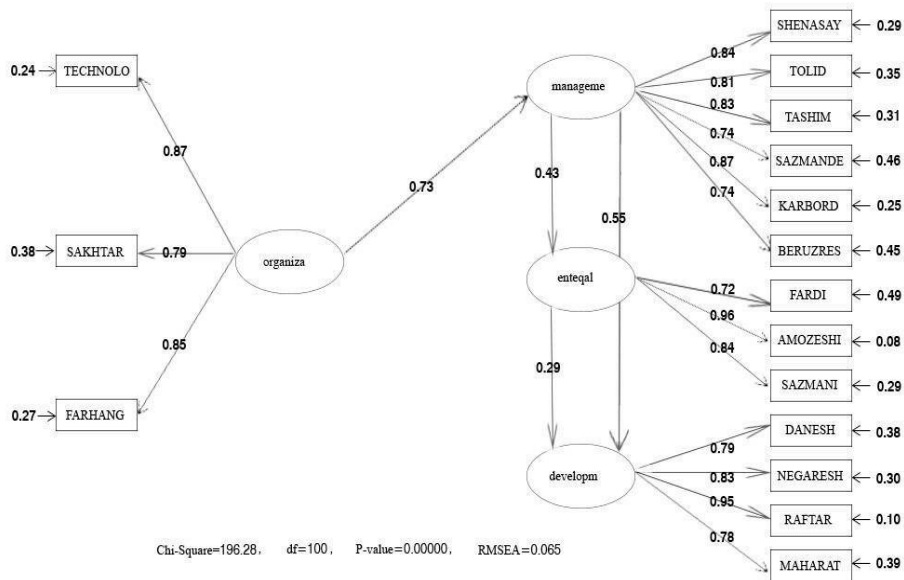 SHENASAY
0.29
0.84
0.24
TECHNOLO
manageme
0.81
TOLID
0.35
0.83
TASHIM
0.31
0.74
SAZMANDE
0.46
0.87
0.87
KARBORD
0.25
0.43
0.73
0.74
0.55
BERUZRES
0.45
0.38
SAKHTAR
0.79
organiza
enteqal
0.72
FARDI
0.49
0.96
AMOZESHI
0.08
0.85
0.84
0.29
SAZMANI
0.29
0.27
FARHANG
DANESH
0.38
0.79
developm
0.83
NEGARESH
0.30
0.95
RAFTAR
0.10
0.78
MAHARAT
0.39
Chi-Square=196.28, df=100, P-value=0.00000, RMSEA=0.065